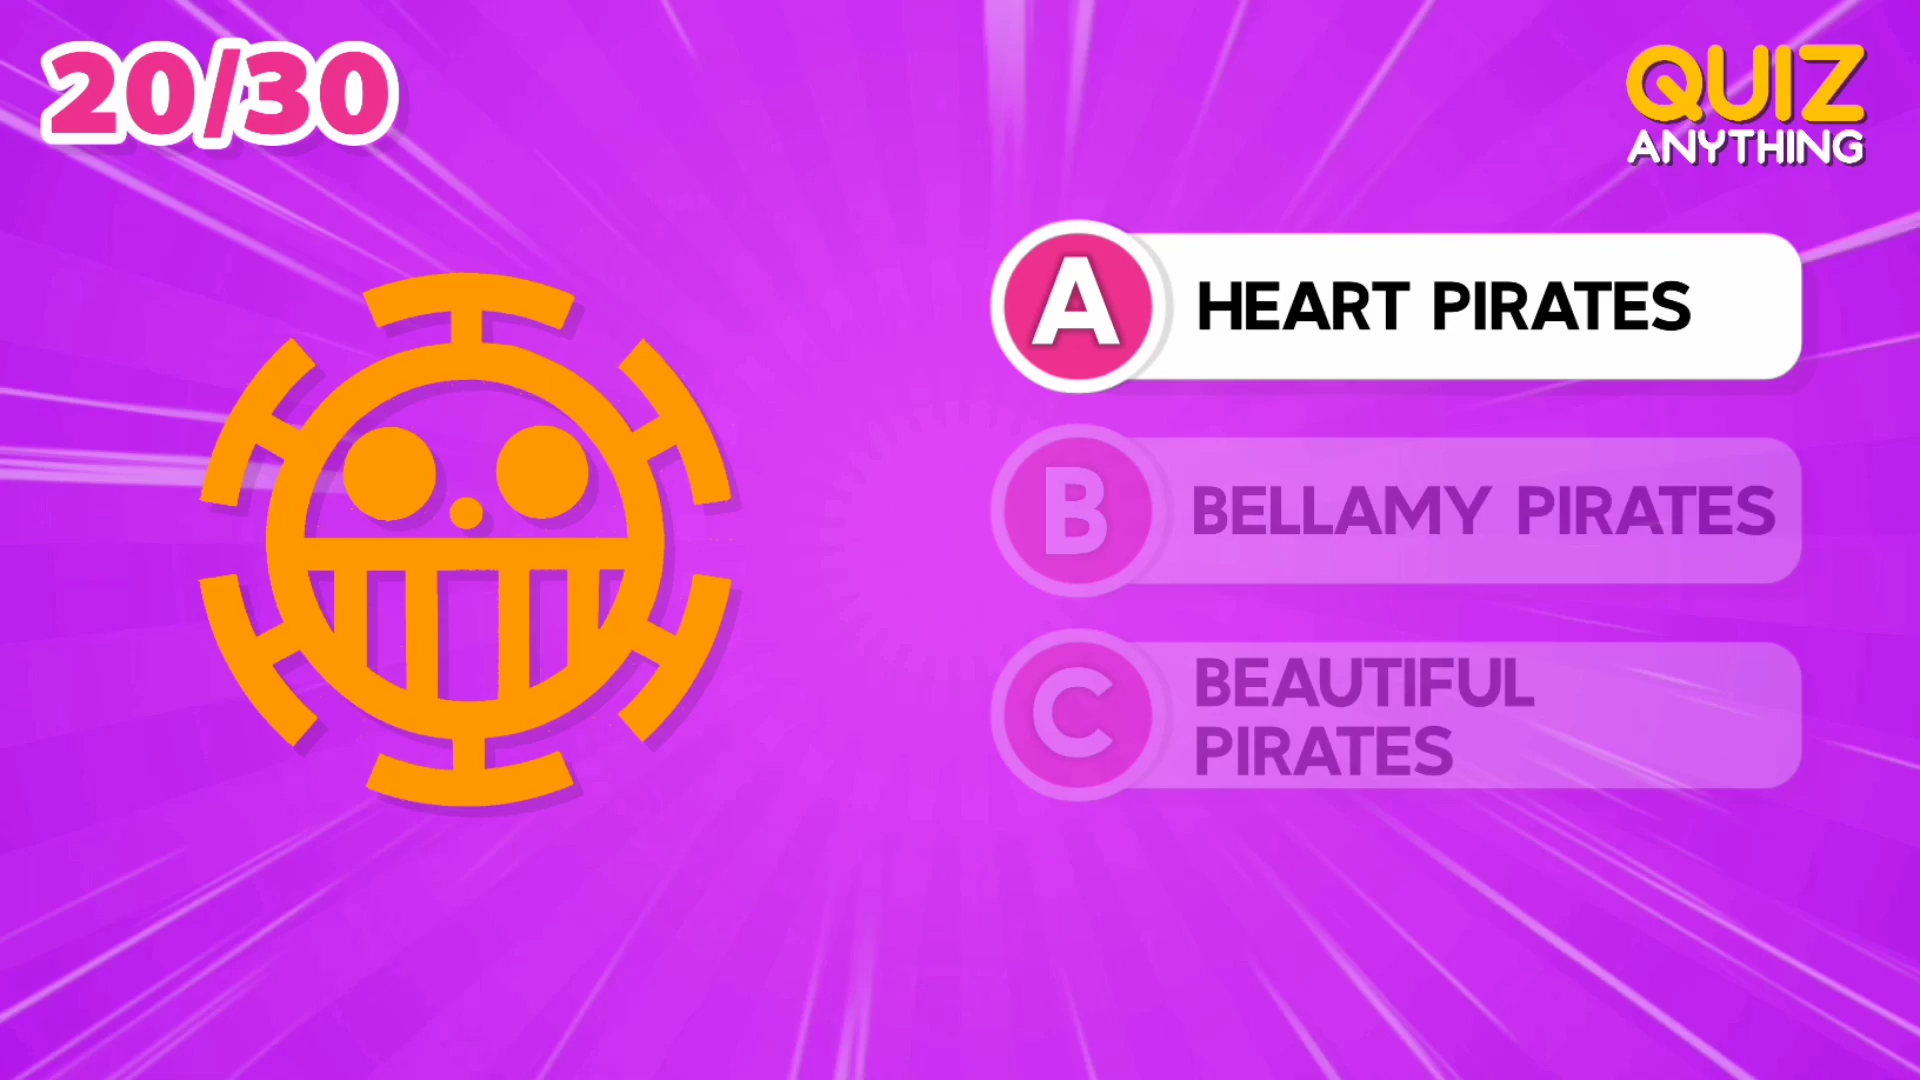 20/30
QUIZ
ANYTHING
A HEART PIRATES
B BELLAMY PIRATES
C BEAUTIFUL
PIRATES